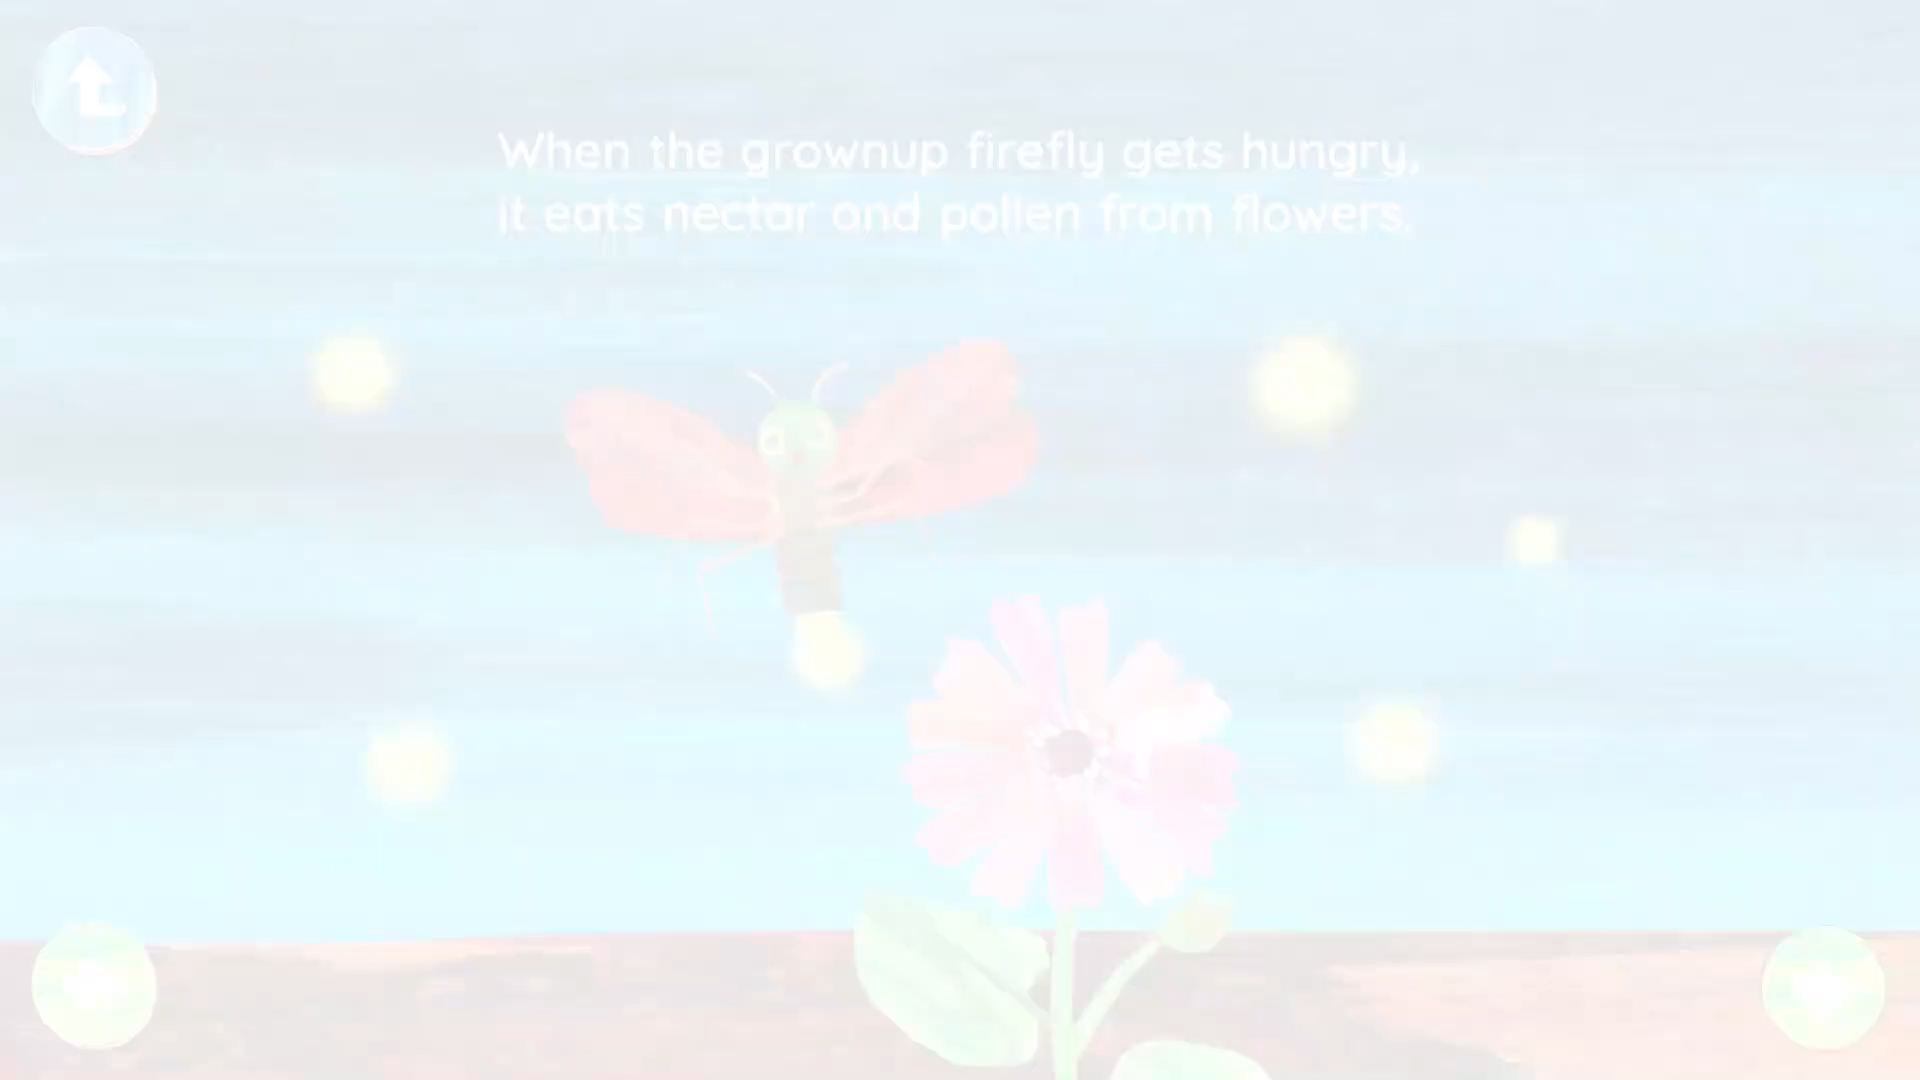 When the grownup firefly gets hungry,
it eats nectar and pollen from flowers.